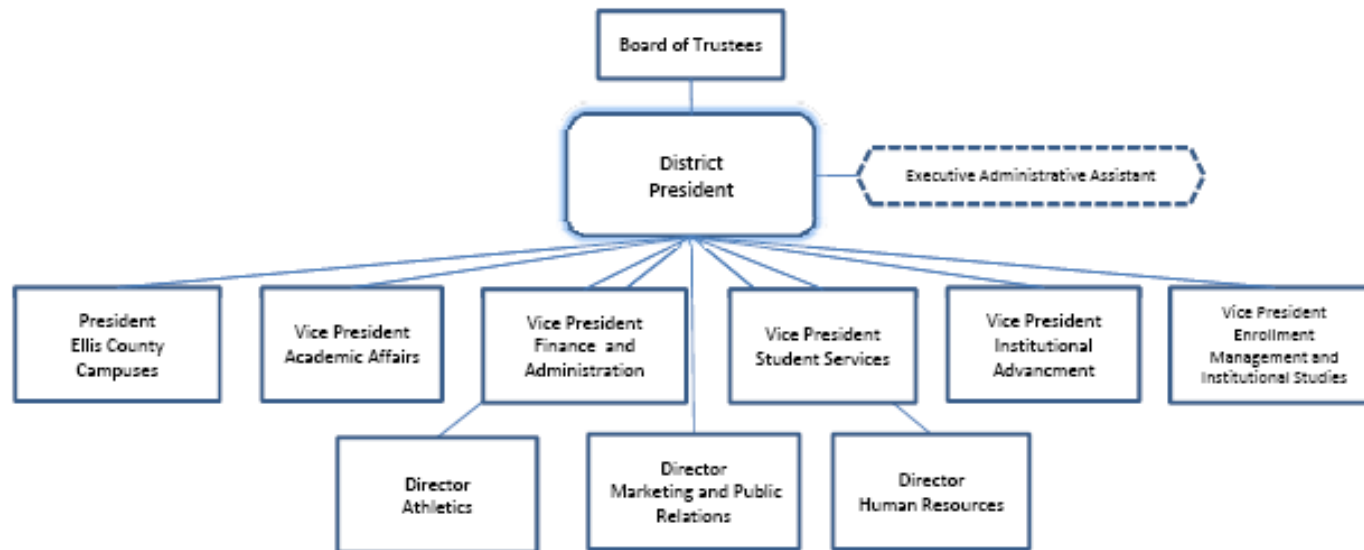 Board of Trustees
District
President
Executive Administrative Assistant
President
Ellis County
Campuses
Vice President
Academic Affairs
Vice President
Finance and
Administration
Vice President
Student Services
Vice President
Institutional
Advancment
Vice President
Enrollment
Management and
Institutional Studies
Director
Athletics
Director
Marketing and Public
Relations
Director
Human Resources